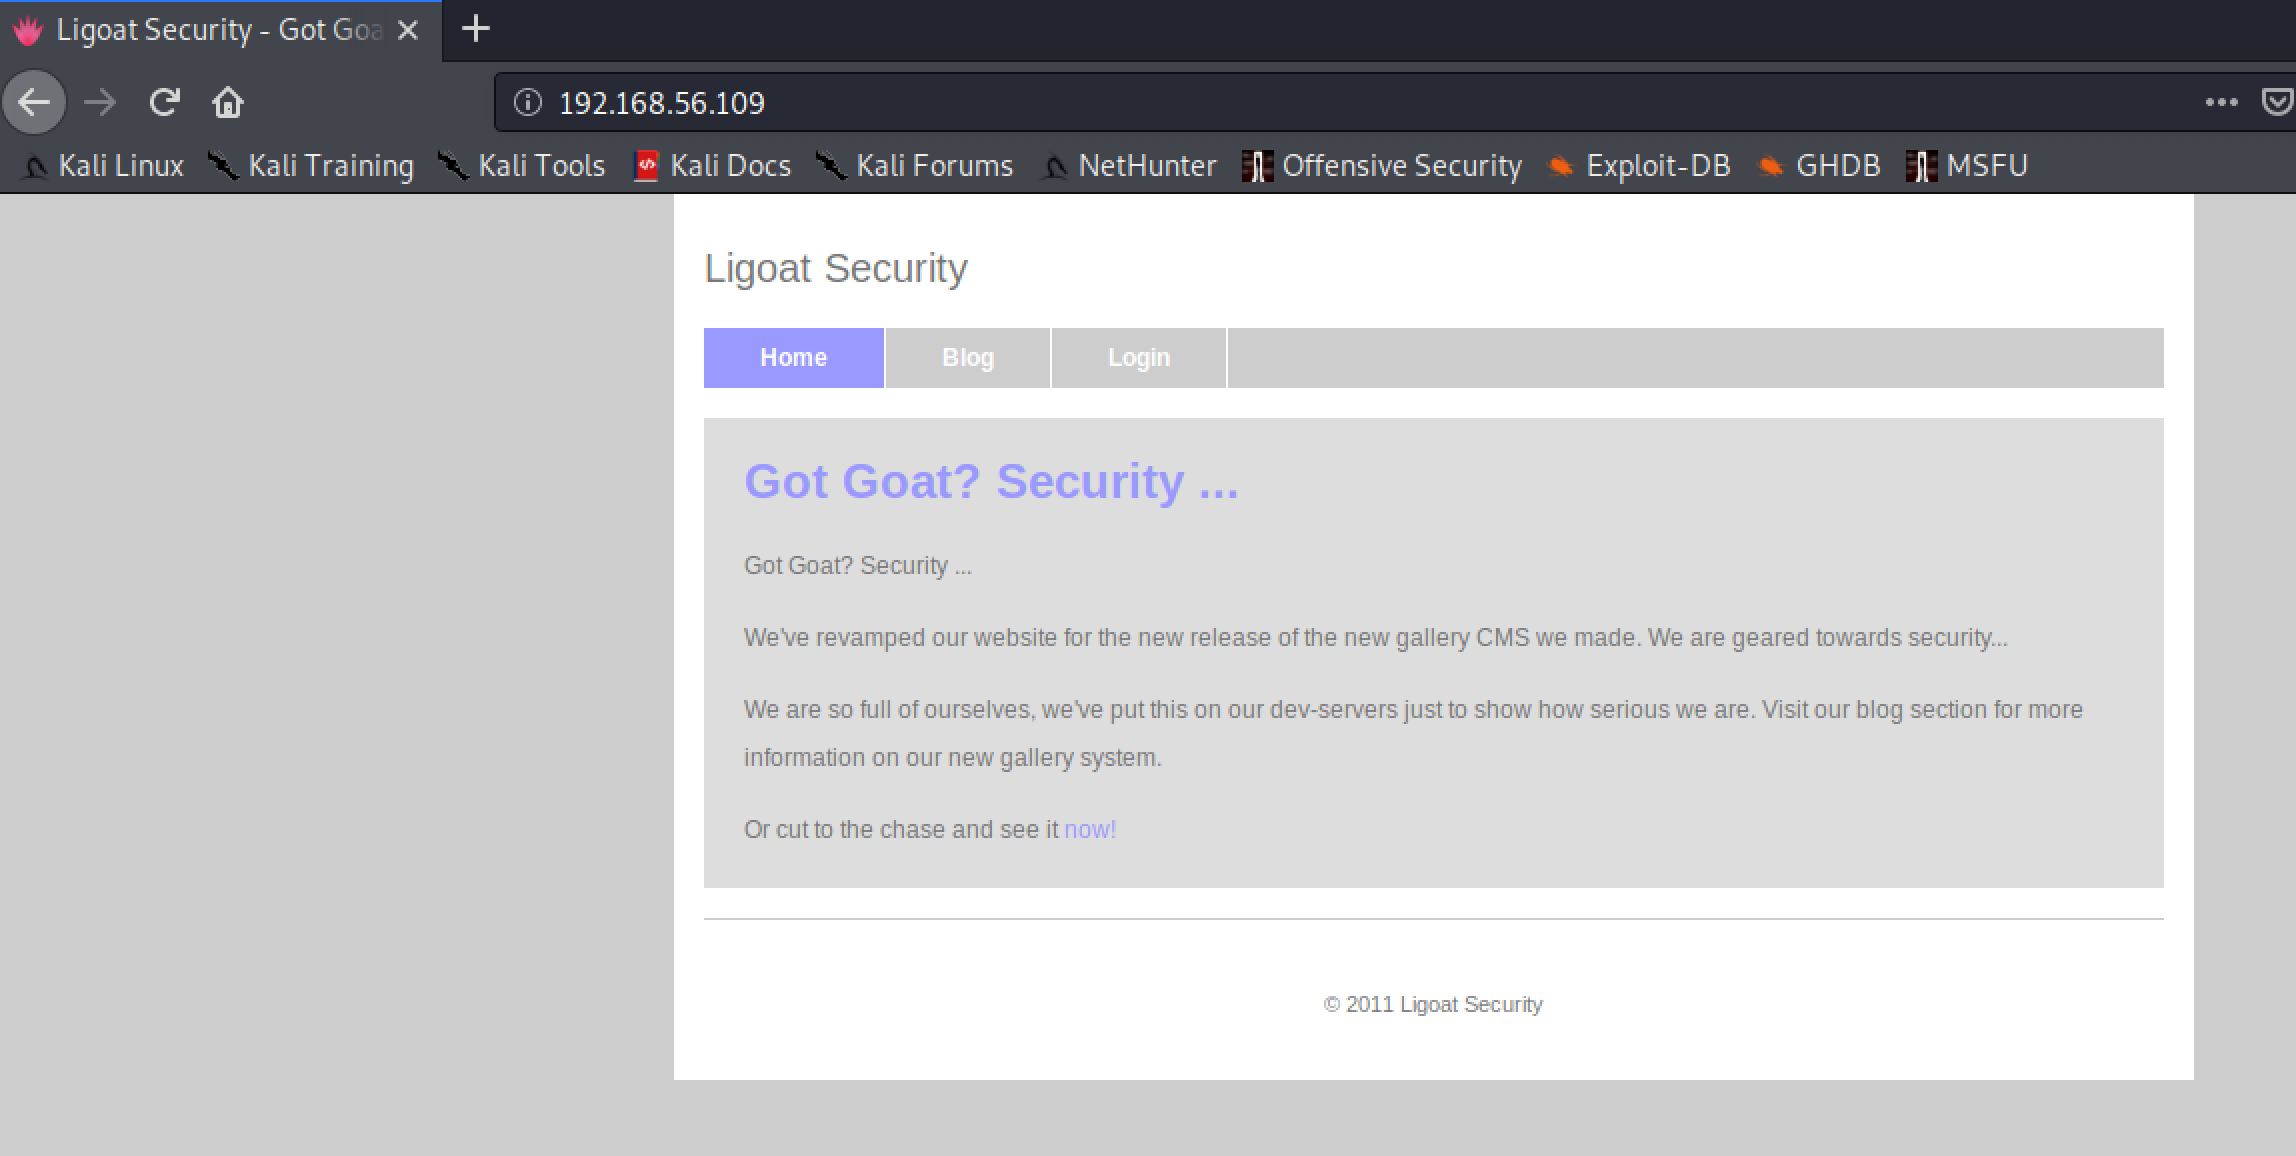 Ligoat Security - Got Goa
192.168.56.109
Kali Linux Kali Training Kali Tools Kali Docs Kali Forums NetHunter Offensive Security Exploit-DB GHDB MSFU
Ligoat Security
Home Blog Login
Got Goat? Security ...
Got Goat? Security ...
We've revamped our website for the new release of the new gallery CMS we made. We are geared towards security...
We are so full of ourselves, we've put this on our dev-servers just to show how serious we are. Visit our blog section for more
information on our new gallery system.
Or cut to the chase and see it now!
© 2011 Ligoat Security